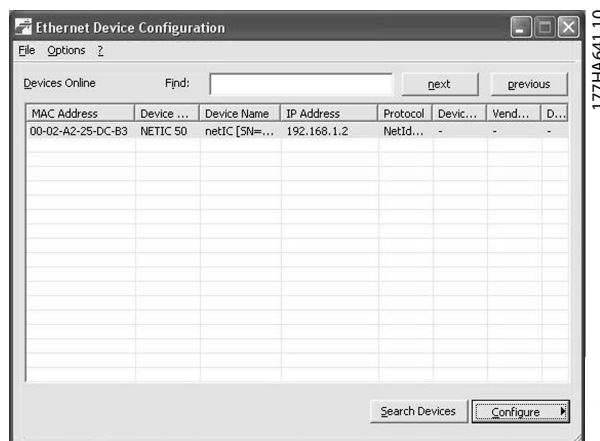 Ethernet Device Configuration
File Options ?
Devices Online Find: next previous
MAC Address Device ... Device Name IP Address Protocol Devic... Vend... D...
00-02-A2-25-DC-B3 NETIC 50 netIC [SN=... 192.168.1.2 NetId... - - -
Search Devices Configure
177HA641.10